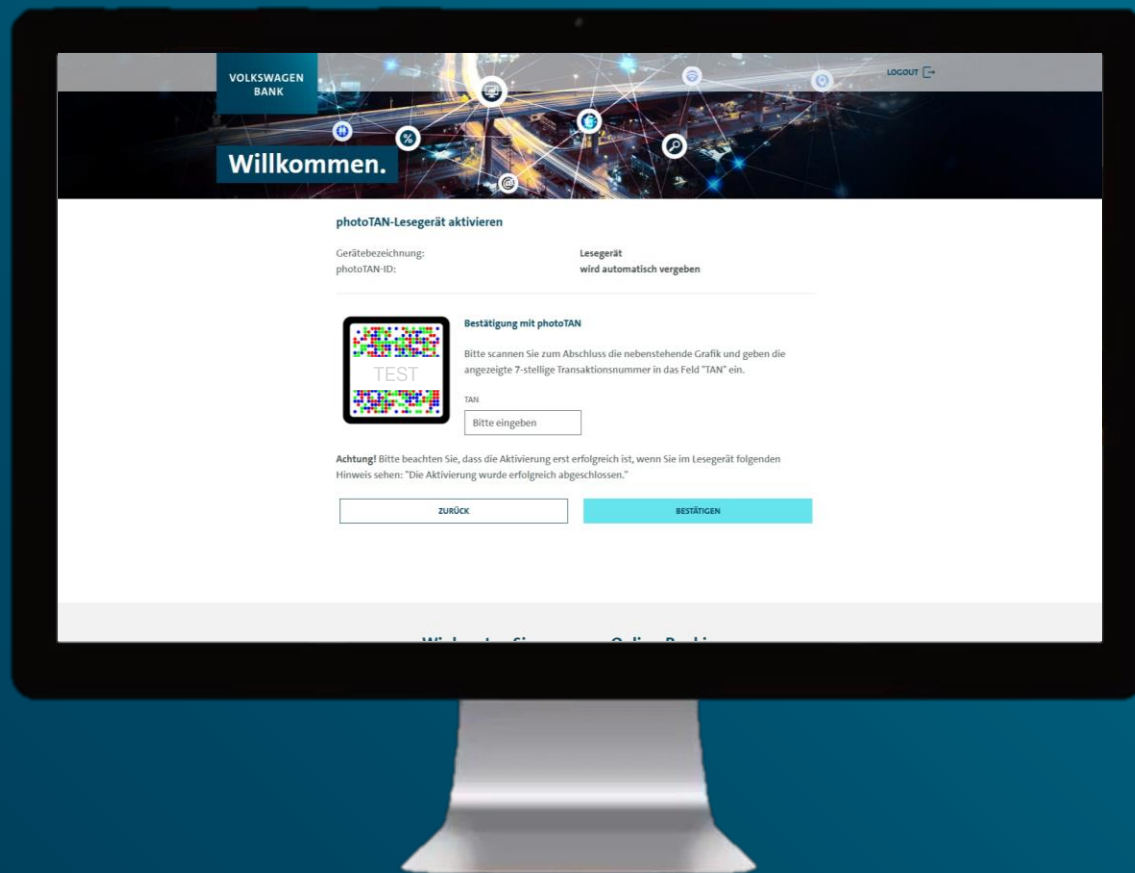 VOLKSWAGEN
BANK
LOGOUT
Willkommen.
photoTAN-Lesegerät aktivieren
Gerätebezeichnung: Lesegerät
photoTAN-ID: wird automatisch vergeben
TEST
Bestätigung mit photoTAN
Bitte scannen Sie zum Abschluss die nebenstehende Grafik und geben die
angezeigte 7-stellige Transaktionsnummer in das Feld "TAN" ein.
TAN
Bitte eingeben
Achtung! Bitte beachten Sie, dass die Aktivierung erst erfolgreich ist, wenn Sie im Lesegerät folgenden
Hinweis sehen: "Die Aktivierung wurde erfolgreich abgeschlossen."
ZURÜCK
BESTÄTIGEN